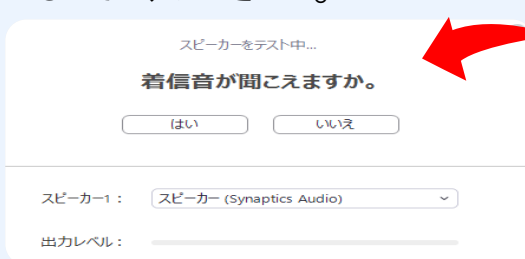 スピーカーをテスト中...
着信音が聞こえますか。
はい
いいえ
スピーカー1：
スピーカー (Synaptics Audio)
出力レベル：